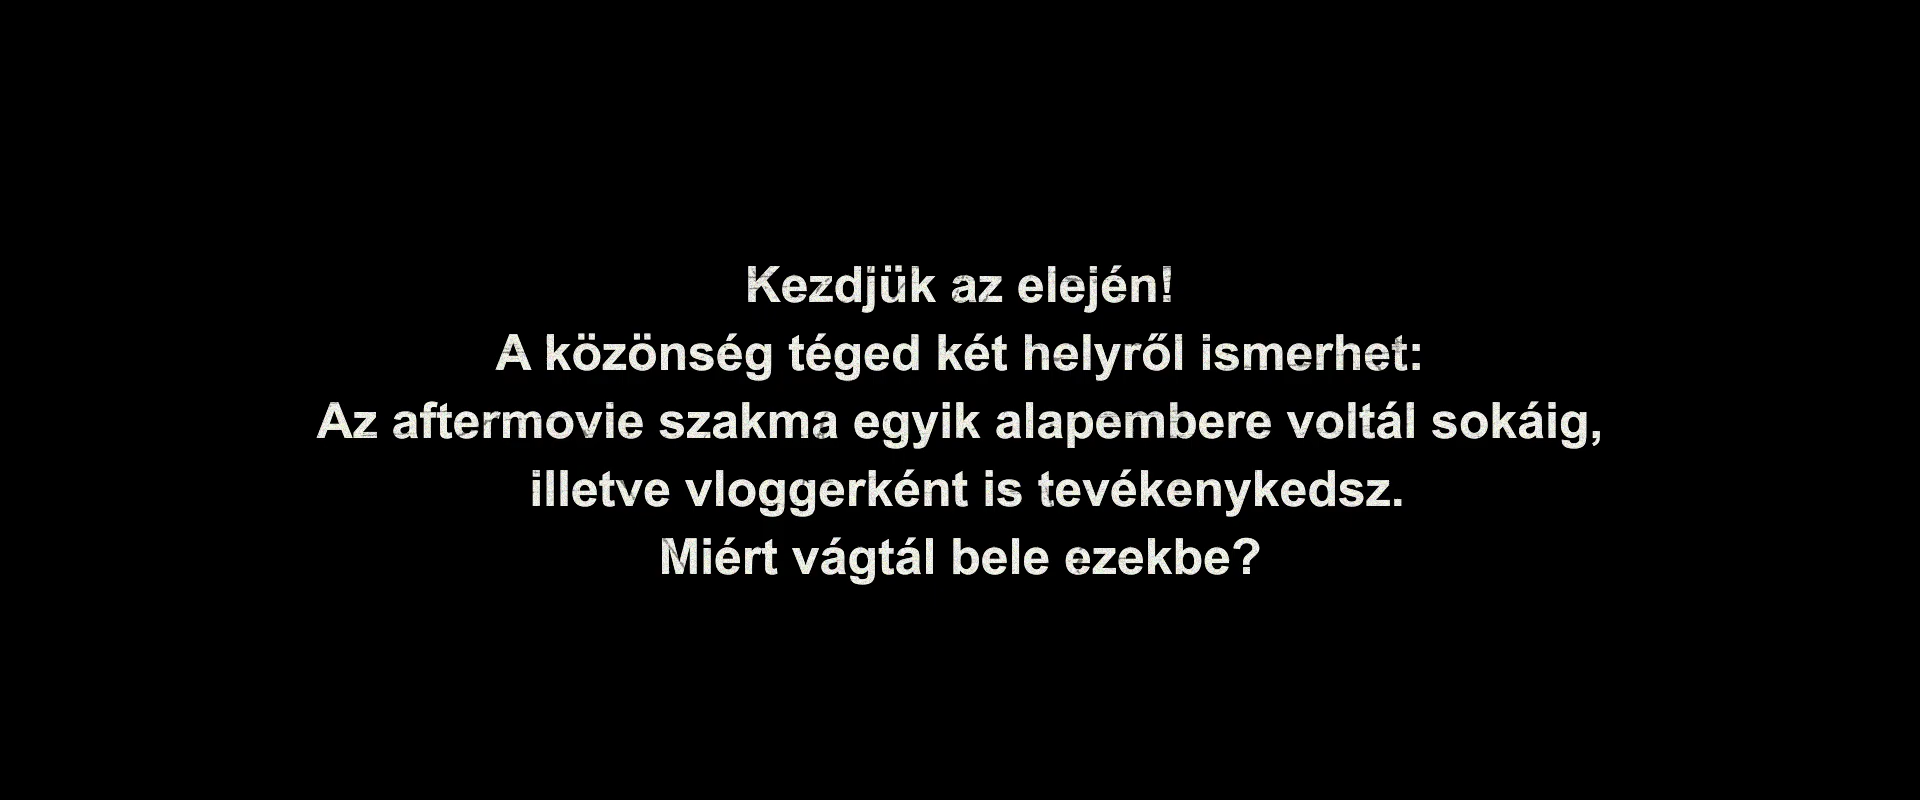 Kezdjük az elején!
A közönség téged két helyről ismerhet:
Az aftermovie szakma egyik alapembere voltál sokáig,
illetve vloggerként is tevékenykedsz.
Miért vágtál bele ezekbe?